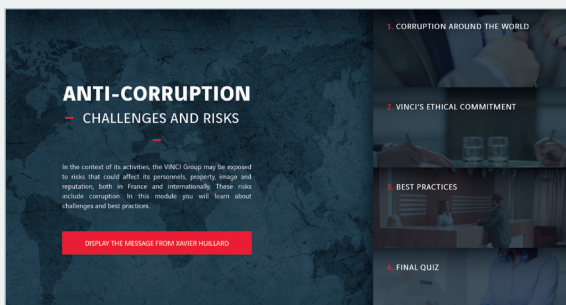 ANTI-CORRUPTION
CHALLENGES AND RISKS
In the context of its activities, the VINCI Group may be exposed
to risks that could affect its personnels, property, image and
reputation, both in France and internationally. These risks
include corruption. In this module you will learn about
challenges and best practices.
DISPLAY THE MESSAGE FROM XAVIER HUILLARD
1. CORRUPTION AROUND THE WORLD
2. VINCI'S ETHICAL COMMITMENT
3. BEST PRACTICES
4. FINAL QUIZ